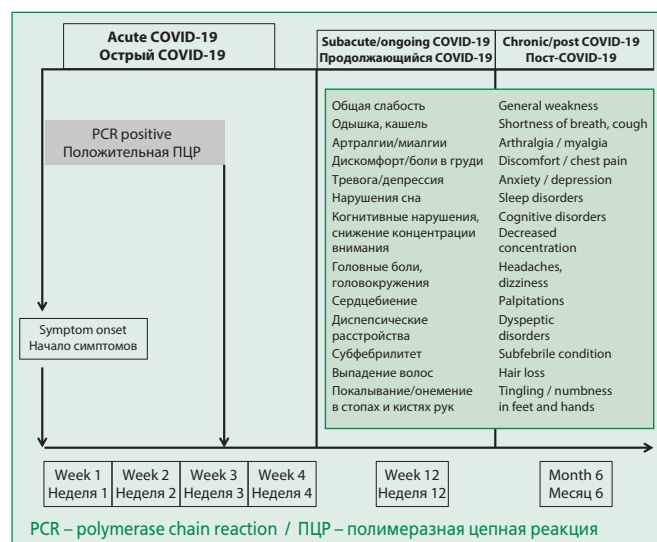 Acute COVID-19
Острый COVID-19
Subacute/ongoing COVID-19
Продолжающийся COVID-19
Chronic/post COVID-19
Пост-COVID-19
PCR positive
Положительная ПЦР
Symptom onset
Начало симптомов
Общая слабость
Одышка, кашель
Артралгии/миалгии
Дискомфорт/боли в груди
Тревога/депрессия
Нарушения сна
Когнитивные нарушения,
снижение концентрации
внимания
Головные боли,
головокружения
Сердцебиение
Диспепсические
расстройства
Субфебрилитет
Выпадение волос
Покалывание/онемение
в стопах и кистях рук
General weakness
Shortness of breath, cough
Arthralgia / myalgia
Discomfort / chest pain
Anxiety / depression
Sleep disorders
Cognitive disorders
Decreased
concentration
Headaches,
dizziness
Palpitations
Dyspeptic
disorders
Subfebrile condition
Hair loss
Tingling / numbness
in feet and hands
Week 1
Неделя 1
Week 2
Неделя 2
Week 3
Неделя 3
Week 4
Неделя 4
Week 12
Неделя 12
Month 6
Месяц 6
PCR – polymerase chain reaction / ПЦР – полимеразная цепная реакция